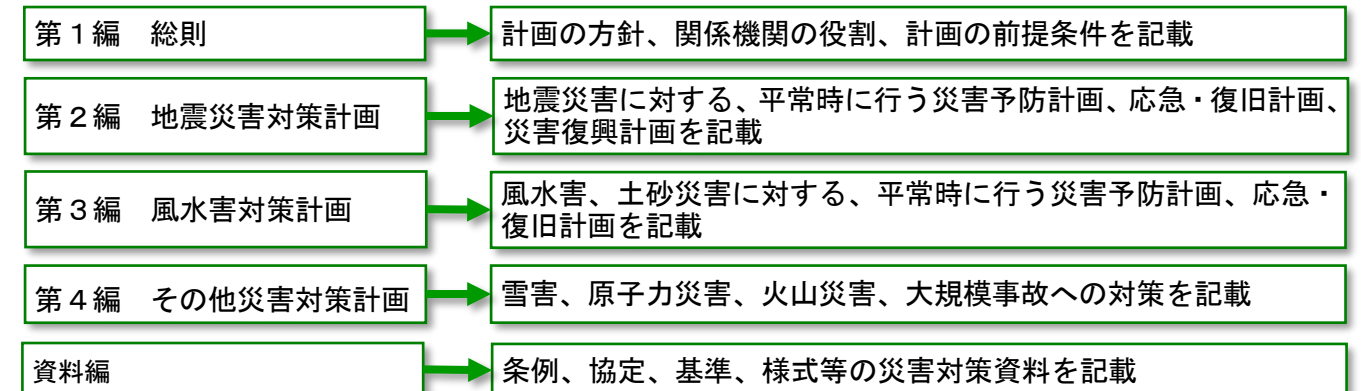 第1編　総則
計画の方針、関係機関の役割、計画の前提条件を記載
第2編　地震災害対策計画
地震災害に対する、平常時に行う災害予防計画、応急・復旧計画、
災害復興計画を記載
第3編　風水害対策計画
風水害、土砂災害に対する、平常時に行う災害予防計画、応急・
復旧計画を記載
第4編　その他災害対策計画
雪害、原子力災害、火山災害、大規模事故への対策を記載
資料編
条例、協定、基準、様式等の災害対策資料を記載